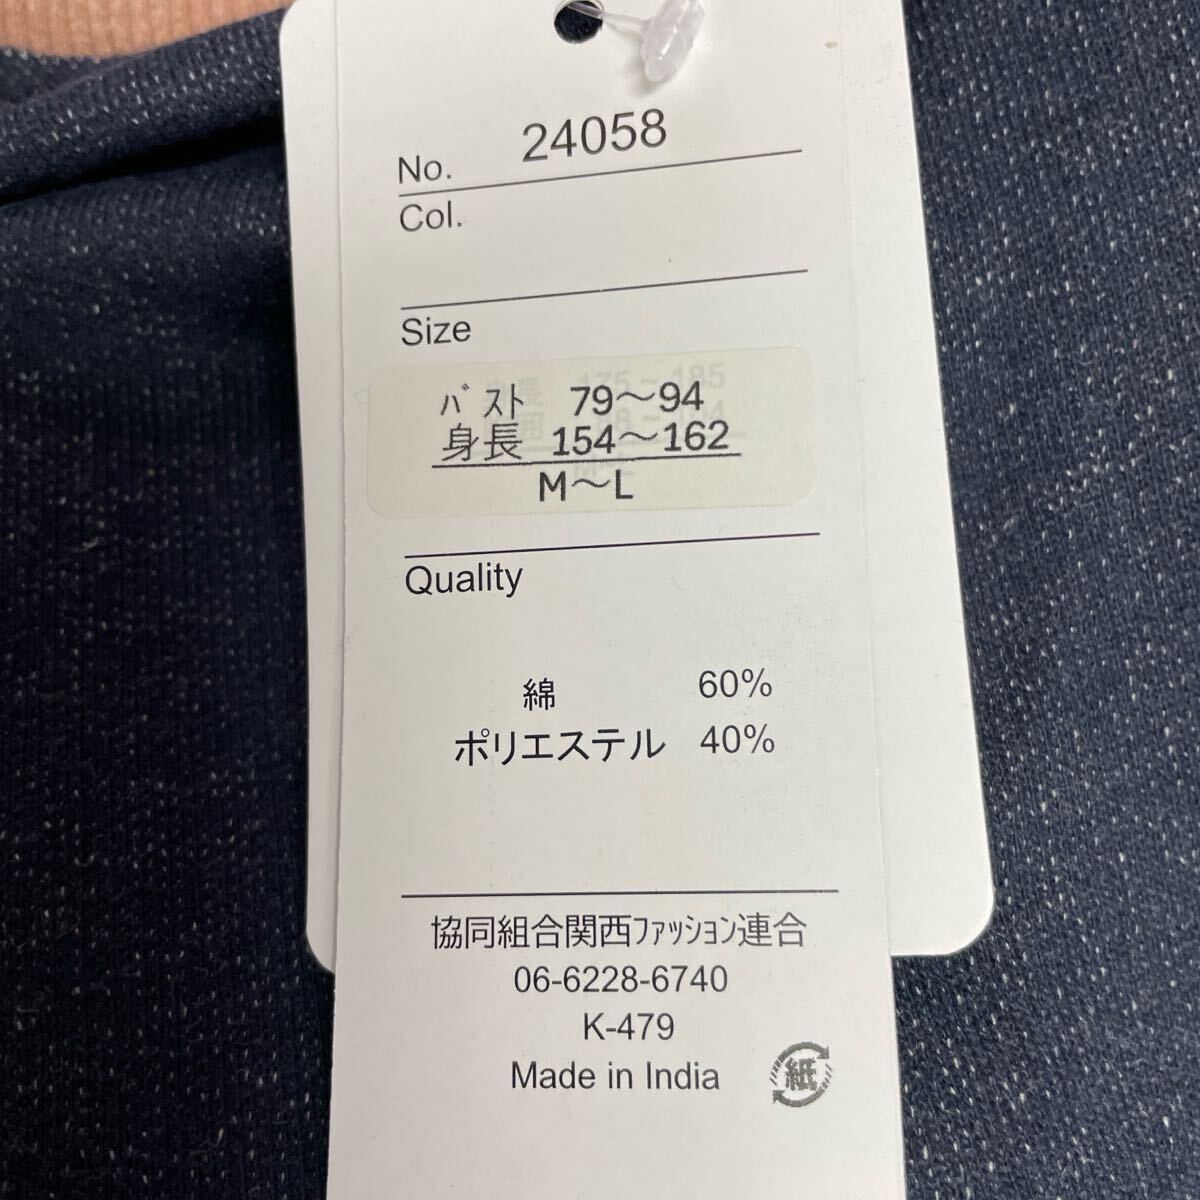 No. 24058
Col.
Size
バスト 79〜94
身長 154〜162
M〜L
Quality
綿 60%
ポリエステル 40%
協同組合関西ファッション連合
06-6228-6740
K-479
Made in India
紙